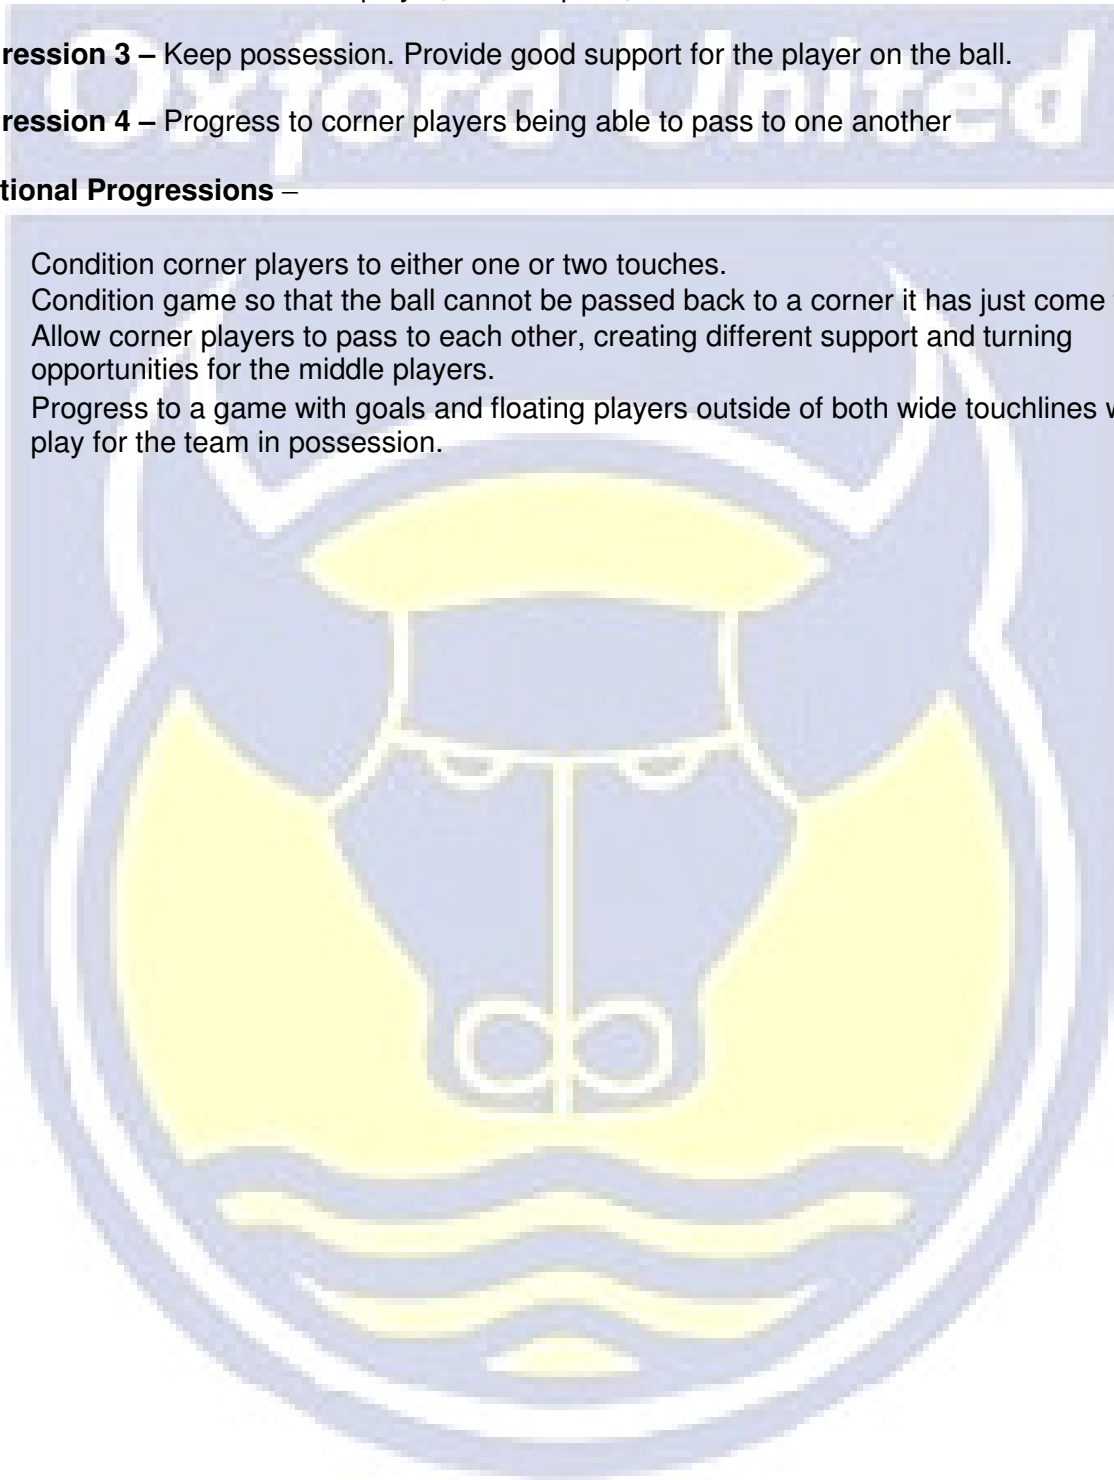 ression 3 – Keep possession. Provide good support for the player on the ball.
Oxford United
ression 4 – Progress to corner players being able to pass to one another
tional Progressions –
Condition corner players to either one or two touches.
Condition game so that the ball cannot be passed back to a corner it has just come
Allow corner players to pass to each other, creating different support and turning
opportunities for the middle players.
Progress to a game with goals and floating players outside of both wide touchlines w
play for the team in possession.